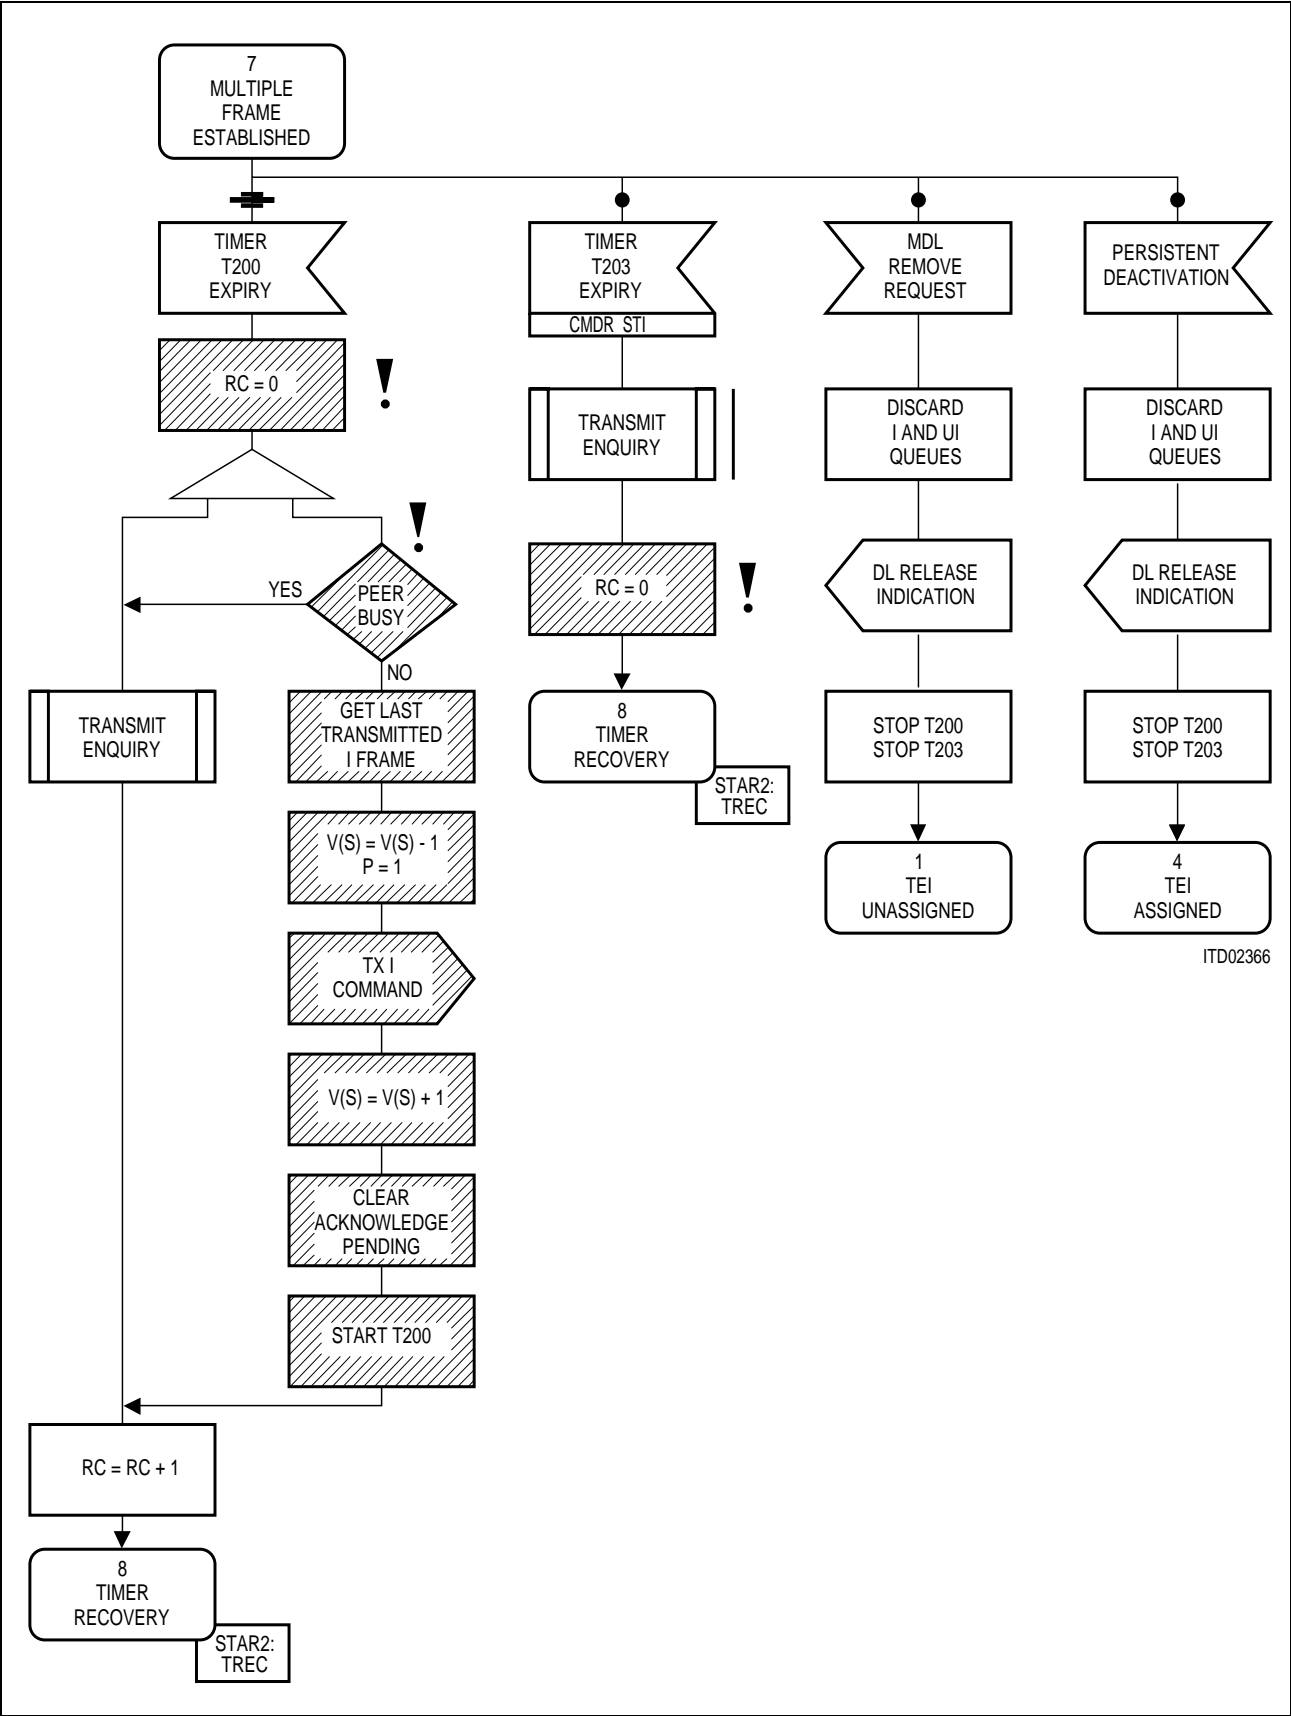 7
MULTIPLE
FRAME
ESTABLISHED
TIMER
T200
EXPIRY
RC = 0
!
PEER
BUSY
!
YES
NO
TRANSMIT
ENQUIRY
GET LAST
TRANSMITTED
I FRAME
V(S) = V(S) - 1
P = 1
TX I
COMMAND
V(S) = V(S) + 1
CLEAR
ACKNOWLEDGE
PENDING
START T200
RC = RC + 1
8
TIMER
RECOVERY
STAR2:
TREC
TIMER
T203
EXPIRY
CMDR STI
TRANSMIT
ENQUIRY
RC = 0
!
8
TIMER
RECOVERY
STAR2:
TREC
MDL
REMOVE
REQUEST
DISCARD
I AND UI
QUEUES
DL RELEASE
INDICATION
STOP T200
STOP T203
1
TEI
UNASSIGNED
PERSISTENT
DEACTIVATION
DISCARD
I AND UI
QUEUES
DL RELEASE
INDICATION
STOP T200
STOP T203
4
TEI
ASSIGNED
ITD02366